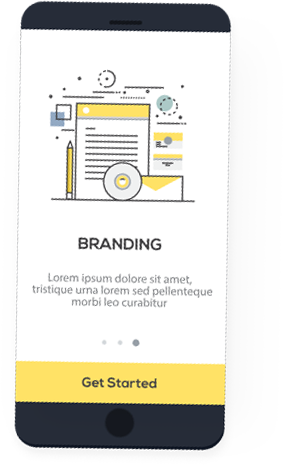 BRANDING
Lorem ipsum dolore sit amet,
tristique urna lorem sed pellenteque
morbi leo curabitur
Get Started